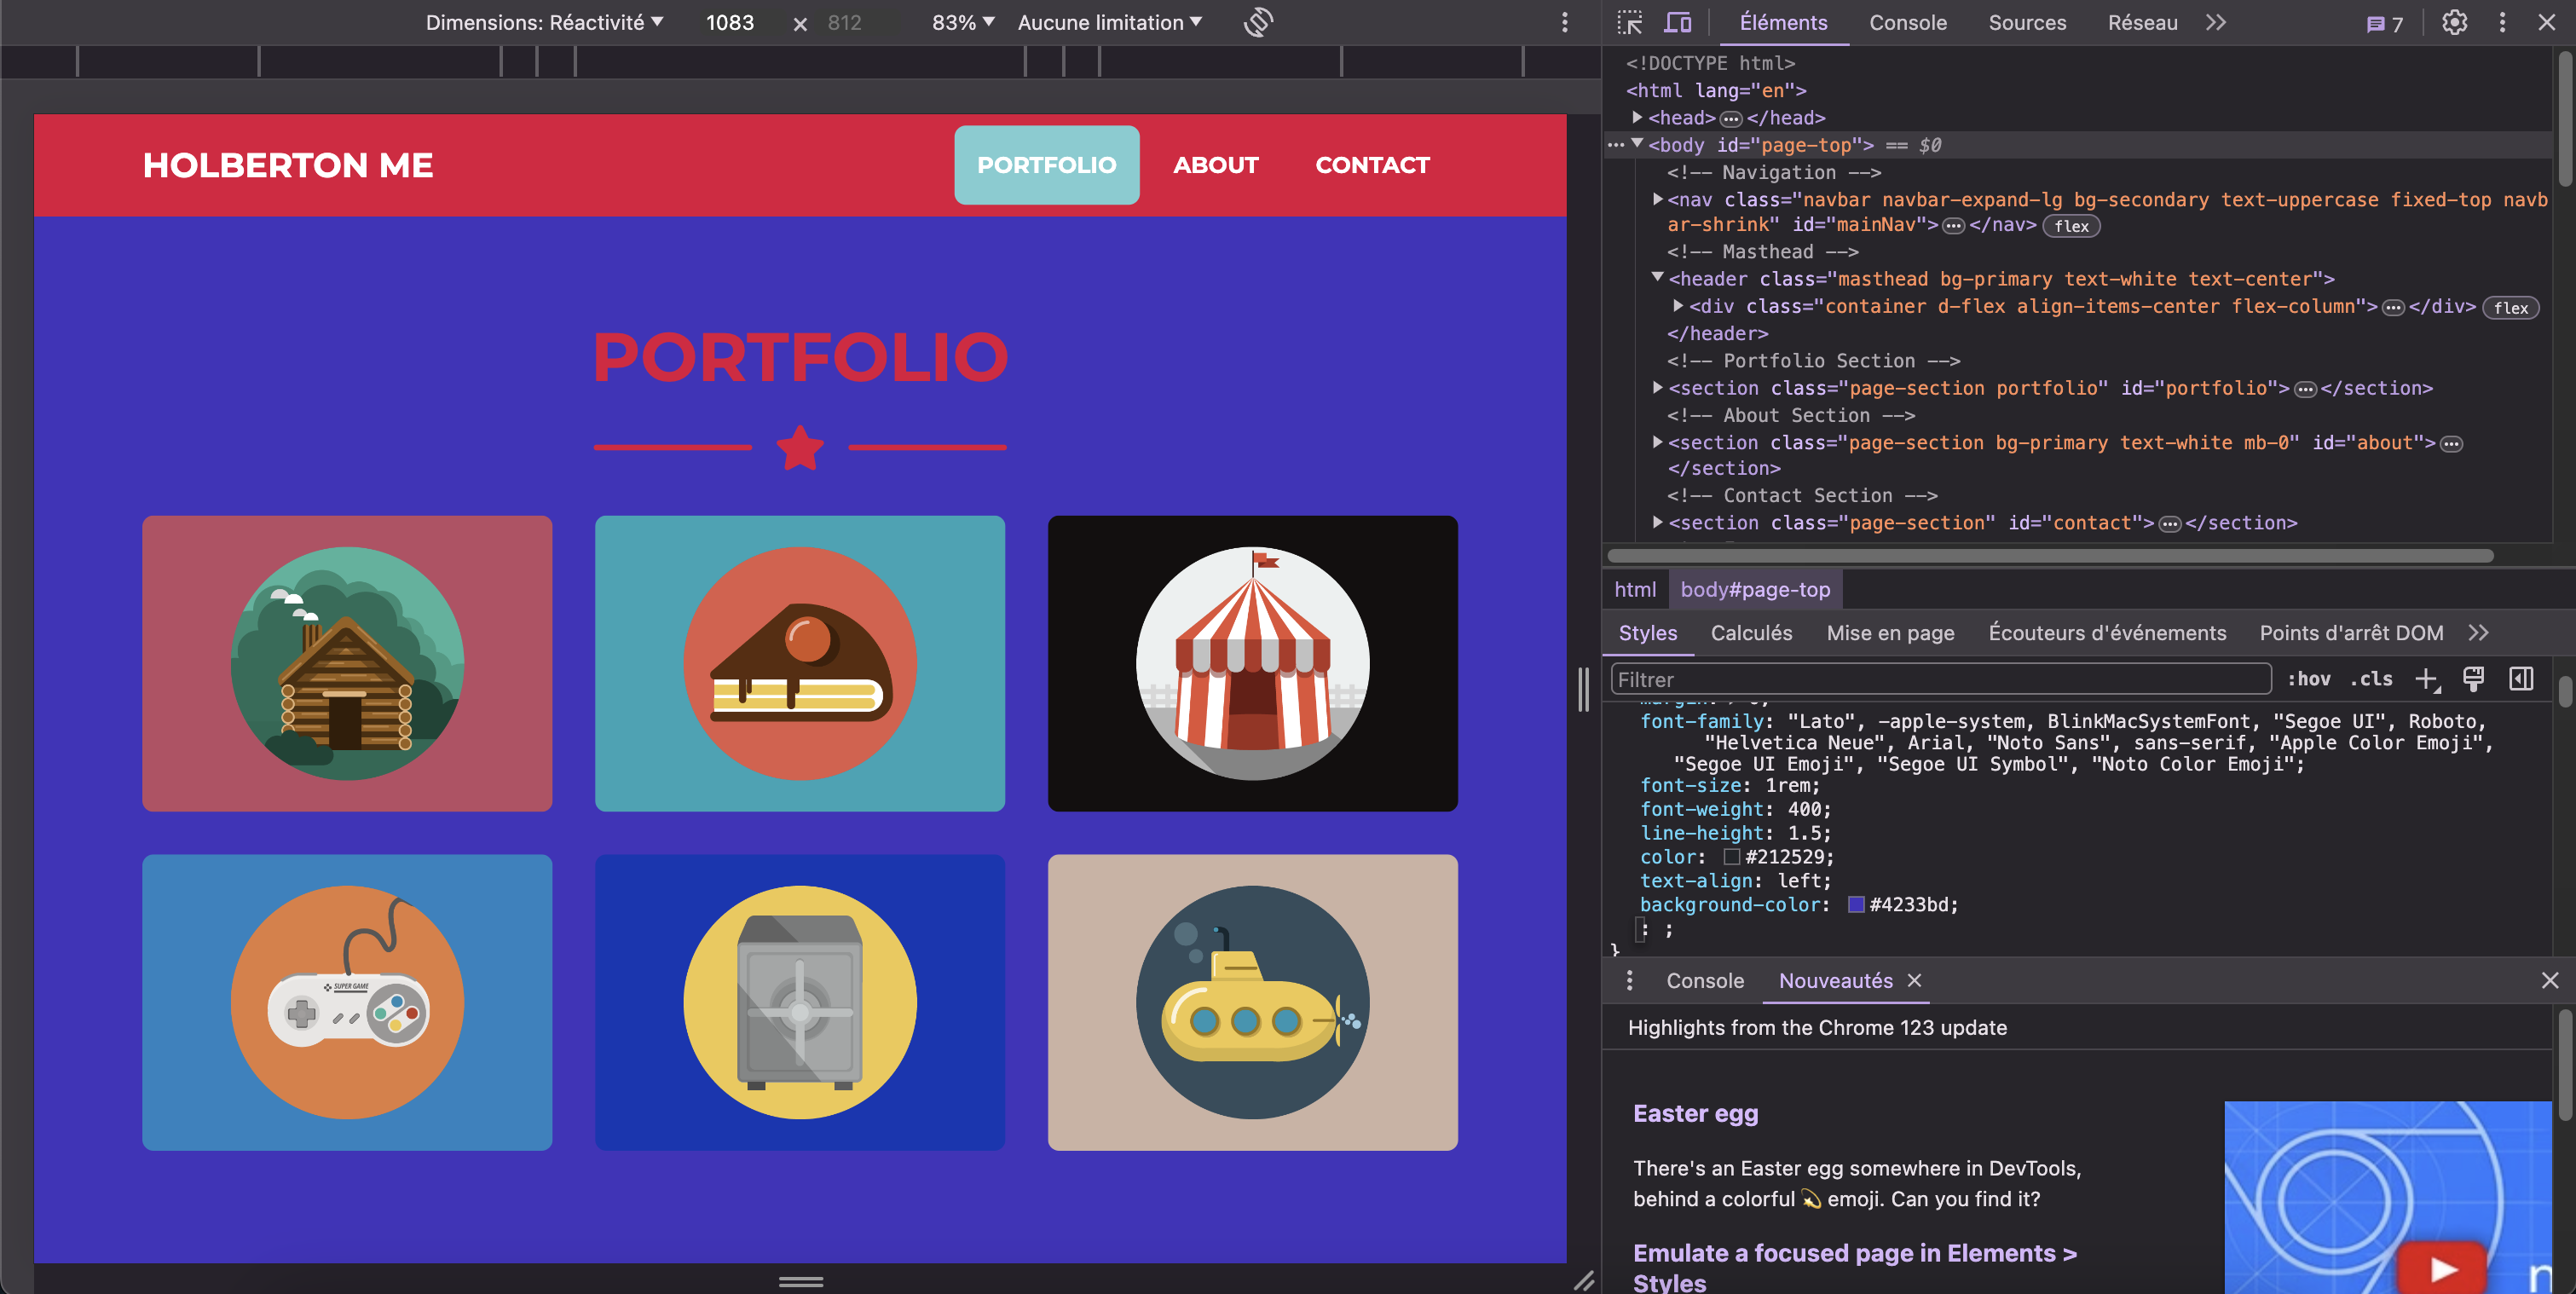 Dimensions: Réactivité ▼ 1083 × 812 83% ▼ Aucune limitation ▼
HOLBERTON ME PORTFOLIO ABOUT CONTACT
PORTFOLIO
SUPER GAME
Éléments Console Sources Réseau 7
<!DOCTYPE html>
<html lang="en">
<head>…</head>
<body id="page-top"> == $0
<!-- Navigation -->
<nav class="navbar navbar-expand-lg bg-secondary text-uppercase fixed-top navb
ar-shrink" id="mainNav">…</nav> flex
<!-- Masthead -->
<header class="masthead bg-primary text-white text-center">
<div class="container d-flex align-items-center flex-column">…</div> flex
</header>
<!-- Portfolio Section -->
<section class="page-section portfolio" id="portfolio">…</section>
<!-- About Section -->
<section class="page-section bg-primary text-white mb-0" id="about">…
</section>
<!-- Contact Section -->
<section class="page-section" id="contact">…</section>
html body#page-top
Styles Calculés Mise en page Écouteurs d'événements Points d'arrêt DOM
Filtrer :hov .cls
font-family: "Lato", -apple-system, BlinkMacSystemFont, "Segoe UI", Roboto,
"Helvetica Neue", Arial, "Noto Sans", sans-serif, "Apple Color Emoji",
"Segoe UI Emoji", "Segoe UI Symbol", "Noto Color Emoji";
font-size: 1rem;
font-weight: 400;
line-height: 1.5;
color: #212529;
text-align: left;
background-color: #4233bd;
: ;
}
Console Nouveautés
Highlights from the Chrome 123 update
Easter egg
There's an Easter egg somewhere in DevTools,
behind a colorful 💫 emoji. Can you find it?
Emulate a focused page in Elements >
Styles